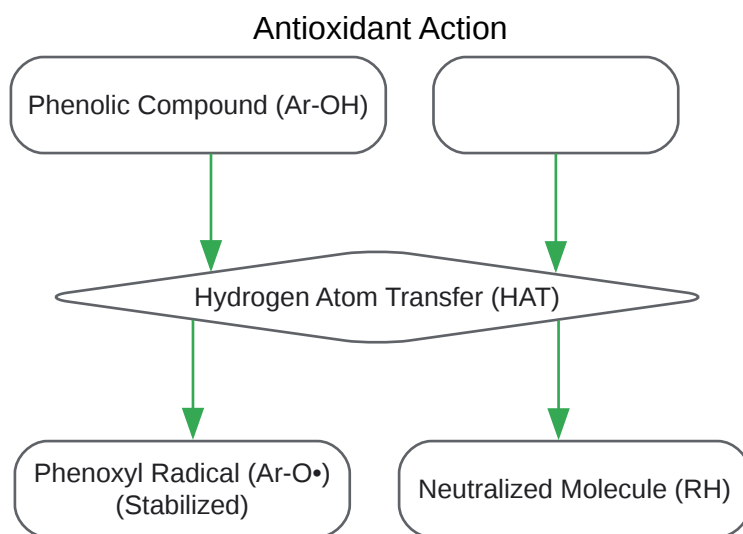 Antioxidant Action
Phenolic Compound (Ar-OH)
Hydrogen Atom Transfer (HAT)
Phenoxyl Radical (Ar-O•)
(Stabilized)
Neutralized Molecule (RH)